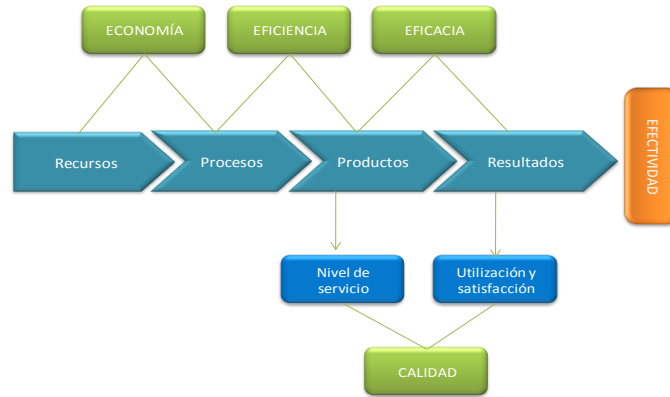 ECONOMÍA
EFICIENCIA
EFICACIA
Recursos
Procesos
Productos
Resultados
EFECTIVIDAD
Nivel de
servicio
Utilización y
satisfacción
CALIDAD